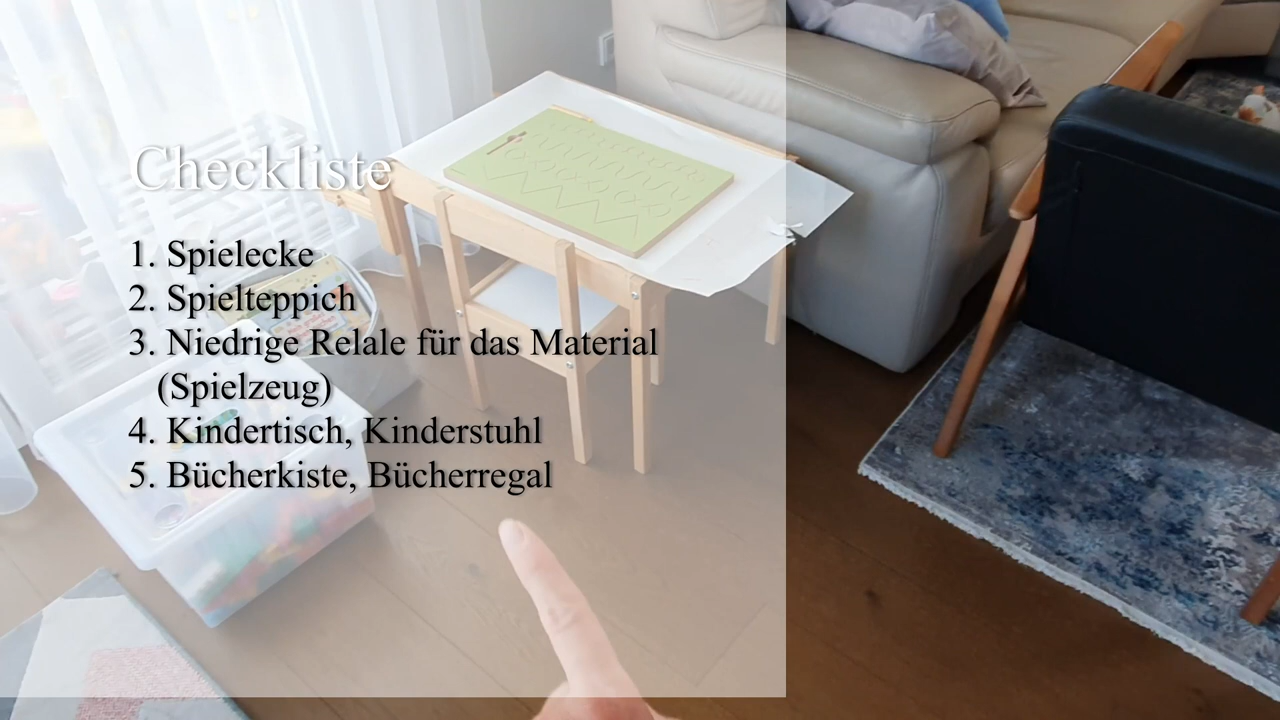 Checkliste
1. Spielecke
2. Spielteppich
3. Niedrige Relale für das Material
(Spielzeug)
4. Kindertisch, Kinderstuhl
5. Bücherkiste, Bücherregal